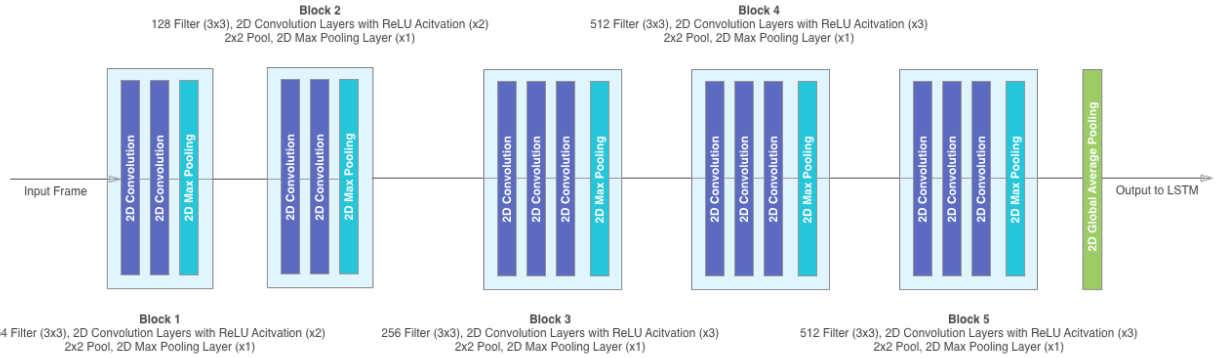 Block 2
128 Filter (3x3), 2D Convolution Layers with ReLU Acitvation (x2)
2x2 Pool, 2D Max Pooling Layer (x1)
Block 4
512 Filter (3x3), 2D Convolution Layers with ReLU Acitvation (x3)
2x2 Pool, 2D Max Pooling Layer (x1)
Input Frame
2D Convolution
2D Convolution
2D Max Pooling
2D Convolution
2D Convolution
2D Max Pooling
2D Convolution
2D Convolution
2D Convolution
2D Max Pooling
2D Convolution
2D Convolution
2D Convolution
2D Max Pooling
2D Convolution
2D Convolution
2D Convolution
2D Max Pooling
2D Global Average Pooling
Output to LSTM
Block 1
4 Filter (3x3), 2D Convolution Layers with ReLU Acitvation (x2)
2x2 Pool, 2D Max Pooling Layer (x1)
Block 3
256 Filter (3x3), 2D Convolution Layers with ReLU Acitvation (x3)
2x2 Pool, 2D Max Pooling Layer (x1)
Block 5
512 Filter (3x3), 2D Convolution Layers with ReLU Acitvation (x3)
2x2 Pool, 2D Max Pooling Layer (x1)